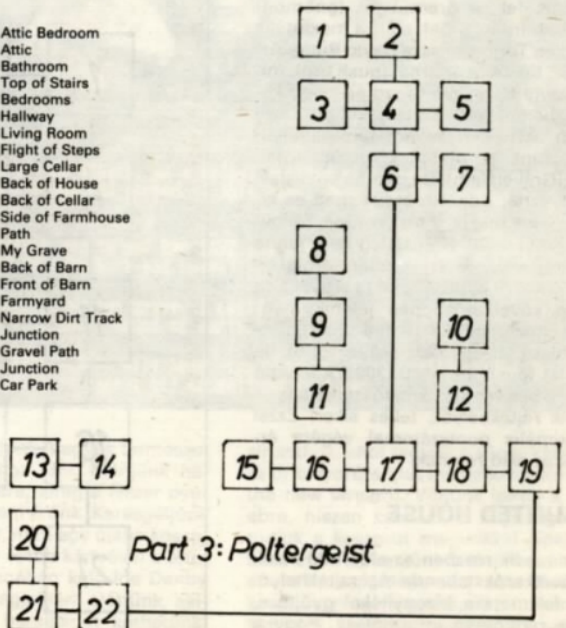 Attic Bedroom
Attic
Bathroom
Top of Stairs
Bedrooms
Hallway
Living Room
Flight of Steps
Large Cellar
Back of House
Back of Cellar
Side of Farmhouse
Path
My Grave
Back of Barn
Front of Barn
Farmyard
Narrow Dirt Track
Junction
Gravel Path
Junction
Car Park
1 2
3 4 5
6 7
8
9 10
11 12
13 14 15 16 17 18 19
20
Part 3: Poltergeist
21 22